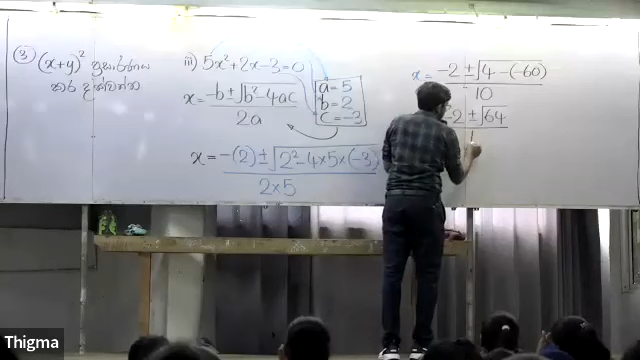 ③ (x+y)² ප්‍රසාරණය
කර දක්වන්න
iii) 5x²+2x-3=0
x = (-b±√(b²-4ac))/(2a)
a = 5
b = 2
c = -3
x = (-(2)±√(2²-4×5×(-3)))/(2×5)
x = (-2±√(4-(-60)))/10
-2±√64
Thigma